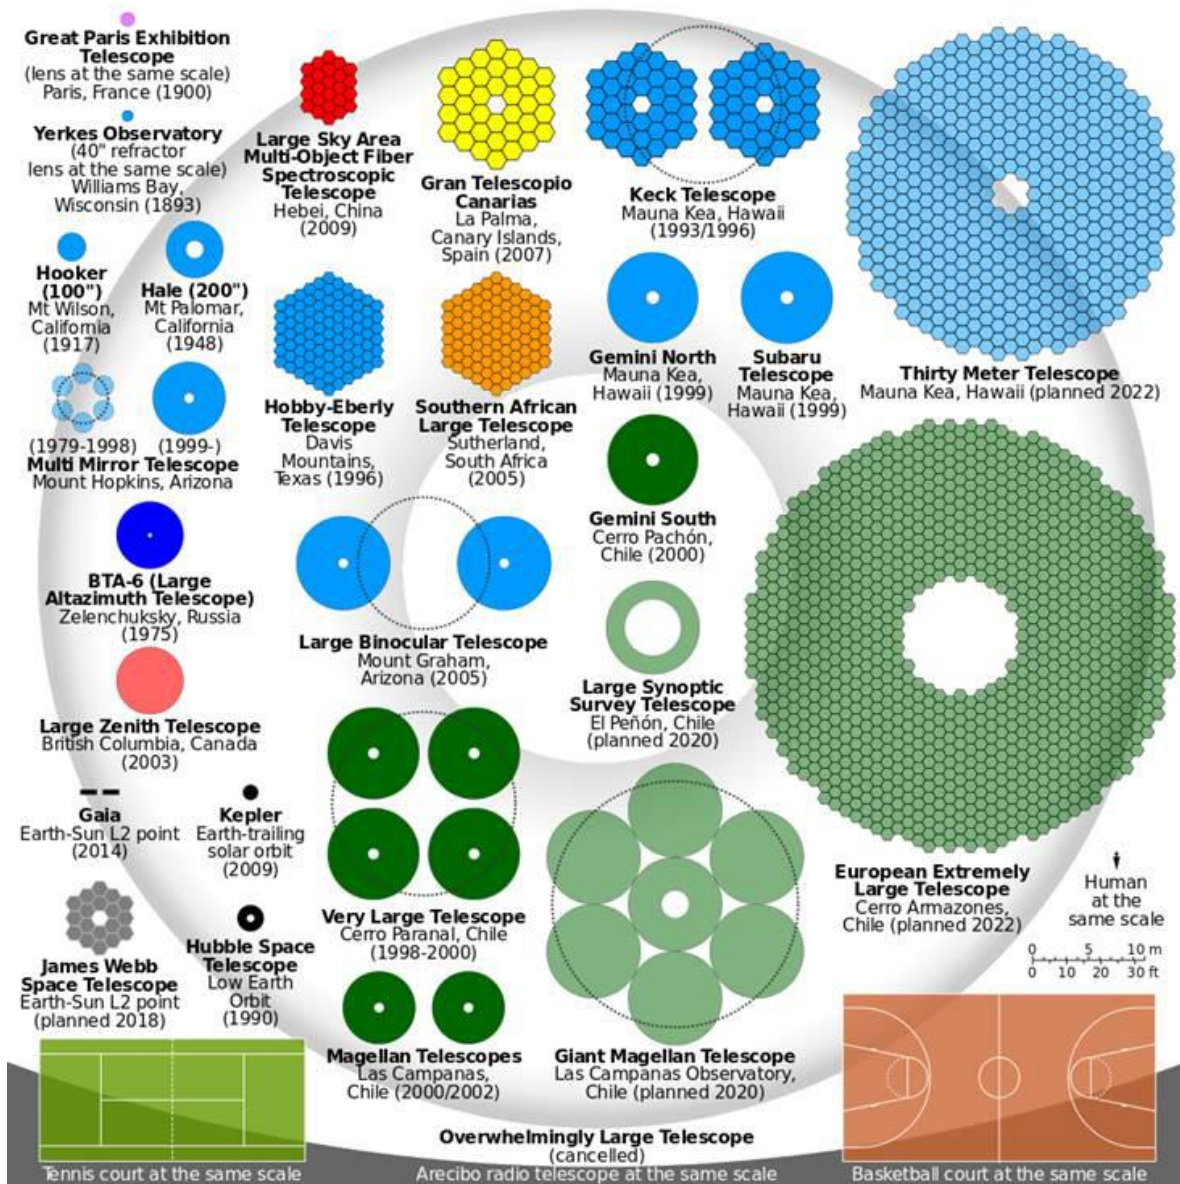 Great Paris Exhibition
Telescope
(lens at the same scale)
Paris, France (1900)
Yerkes Observatory
(40" refractor
lens at the same scale)
Williams Bay,
Wisconsin (1893)
Hooker
(100")
Mt Wilson,
California
(1917)
Hale (200")
Mt Palomar,
California
(1948)
(1979-1998)
(1999-)
Multi Mirror Telescope
Mount Hopkins, Arizona
BTA-6 (Large
Altazimuth Telescope)
Zelenchuksky, Russia
(1975)
Large Zenith Telescope
British Columbia, Canada
(2003)
Gaia
Earth-Sun L2 point
(2014)
Kepler
Earth-trailing
solar orbit
(2009)
James Webb
Space Telescope
Earth-Sun L2 point
(planned 2018)
Hubble Space
Telescope
Low Earth
Orbit
(1990)
Large Sky Area
Multi-Object Fiber
Spectroscopic
Telescope
Hebei, China
(2009)
Gran Telescopio
Canarias
La Palma,
Canary Islands,
Spain (2007)
Keck Telescope
Mauna Kea, Hawaii
(1993/1996)
Hobby-Eberly
Telescope
Davis
Mountains,
Texas (1996)
Southern African
Large Telescope
Sutherland,
South Africa
(2005)
Gemini North
Mauna Kea,
Hawaii (1999)
Subaru
Telescope
Mauna Kea,
Hawaii (1999)
Thirty Meter Telescope
Mauna Kea, Hawaii (planned 2022)
Gemini South
Cerro Pachón,
Chile (2000)
Large Binocular Telescope
Mount Graham,
Arizona (2005)
Large Synoptic
Survey Telescope
El Peñón, Chile
(planned 2020)
Very Large Telescope
Cerro Paranal, Chile
(1998-2000)
Magellan Telescopes
Las Campanas,
Chile (2000/2002)
Giant Magellan Telescope
Las Campanas Observatory,
Chile (planned 2020)
European Extremely
Large Telescope
Cerro Armazones,
Chile (planned 2022)
Human
at the
same scale
0 5 10 m
0 10 20 30 ft
Overwhelmingly Large Telescope
(cancelled)
Tennis court at the same scale
Arecibo radio telescope at the same scale
Basketball court at the same scale